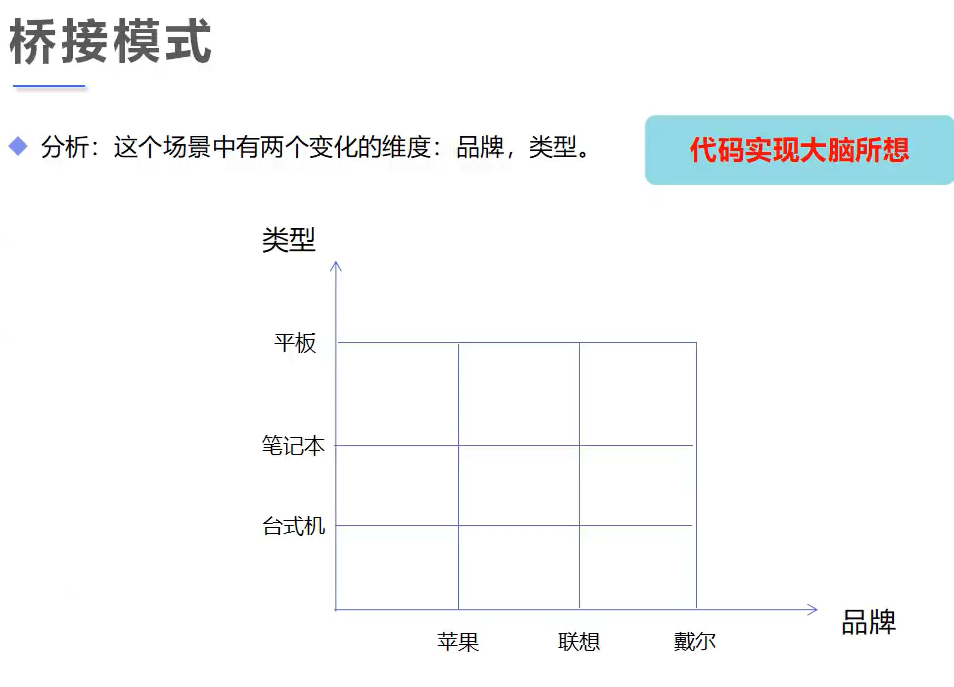 桥接模式
分析：这个场景中有两个变化的维度：品牌，类型。
代码实现大脑所想
类型
平板
笔记本
台式机
品牌
苹果
联想
戴尔